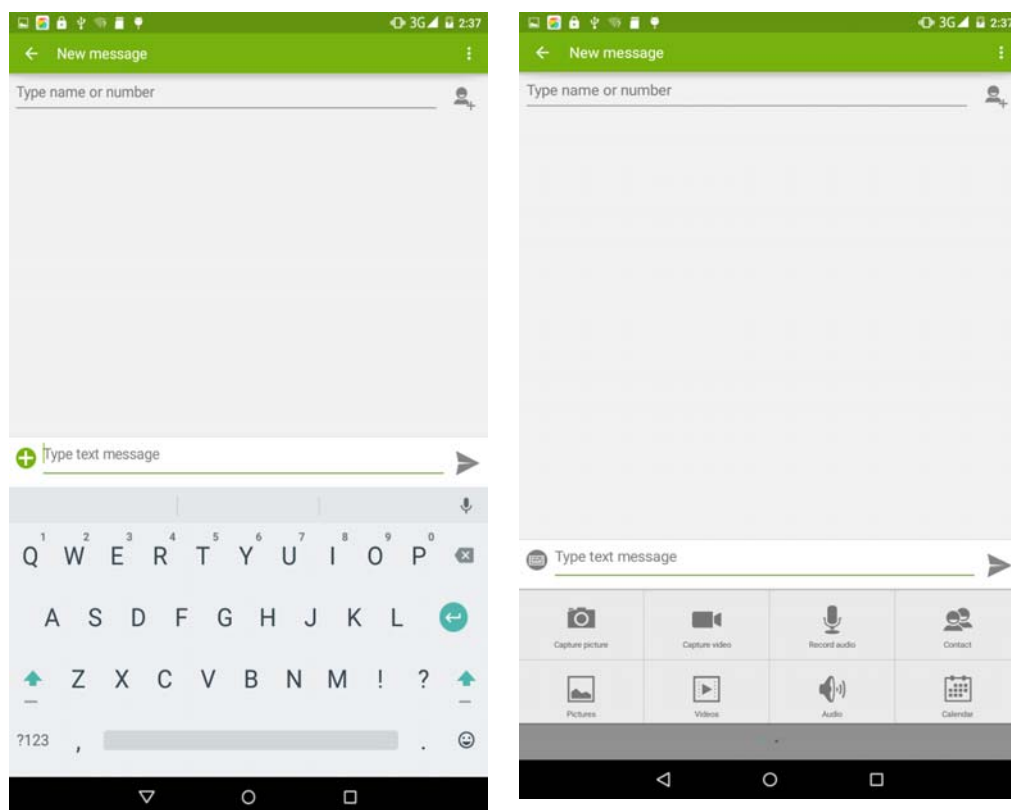 3G 2:37
New message
Type name or number
Type text message
1 2 3 4 5 6 7 8 9 0
Q W E R T Y U I O P
A S D F G H J K L
Z X C V B N M ! ?
?123 , .
3G 2:37
New message
Type name or number
Type text message
Capture picture Capture video Record audio Contact
Pictures Videos Audio Calendar